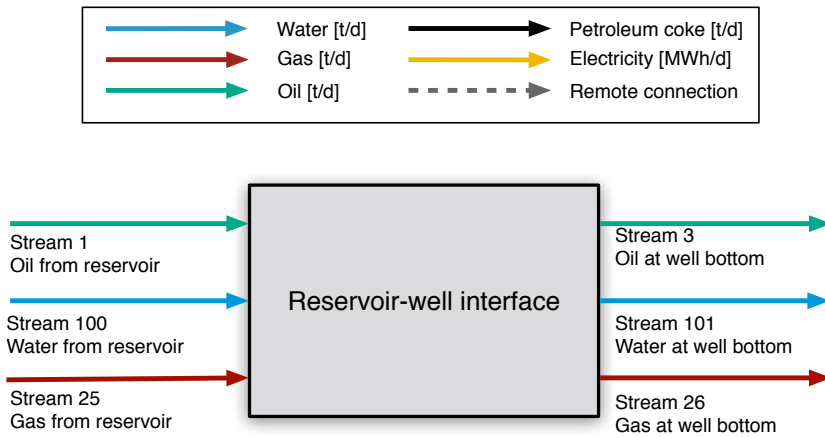 Water [t/d]
Petroleum coke [t/d]
Gas [t/d]
Electricity [MWh/d]
Oil [t/d]
Remote connection
Stream 1
Oil from reservoir
Stream 3
Oil at well bottom
Reservoir-well interface
Stream 100
Water from reservoir
Stream 101
Water at well bottom
Stream 25
Gas from reservoir
Stream 26
Gas at well bottom